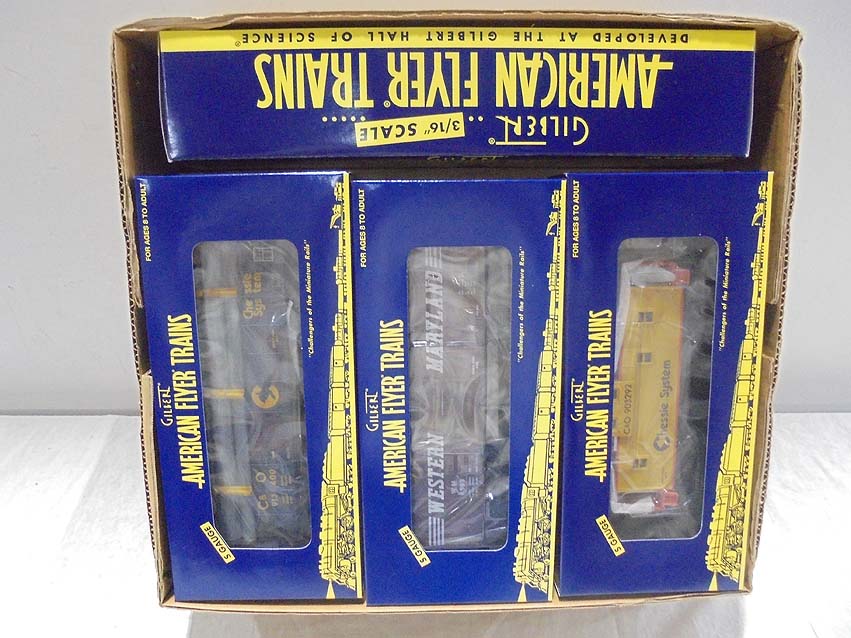 DEVELOPED AT THE GILBERT HALL OF SCIENCE®
AMERICAN FLYER® TRAINS
3/16" SCALE
GILBERT®
FOR AGES 8 TO ADULT
"Challengers of the Miniature Rails"
GILBERT
AMERICAN FLYER TRAINS
S GAUGE
Chessie
System
C&O
FOR AGES 8 TO ADULT
"Challengers of the Miniature Rails"
GILBERT
AMERICAN FLYER TRAINS
S GAUGE
WESTERN MARYLAND
FOR AGES 8 TO ADULT
"Challengers of the Miniature Rails"
GILBERT
AMERICAN FLYER TRAINS
S GAUGE
C&O 903292
Chessie System